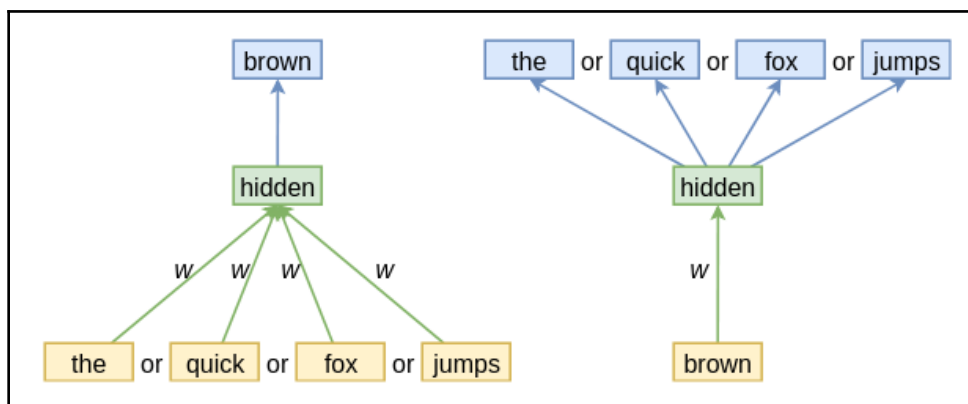 brown
the or quick or fox or jumps
hidden
hidden
w w w w
w
the or quick or fox or jumps
brown